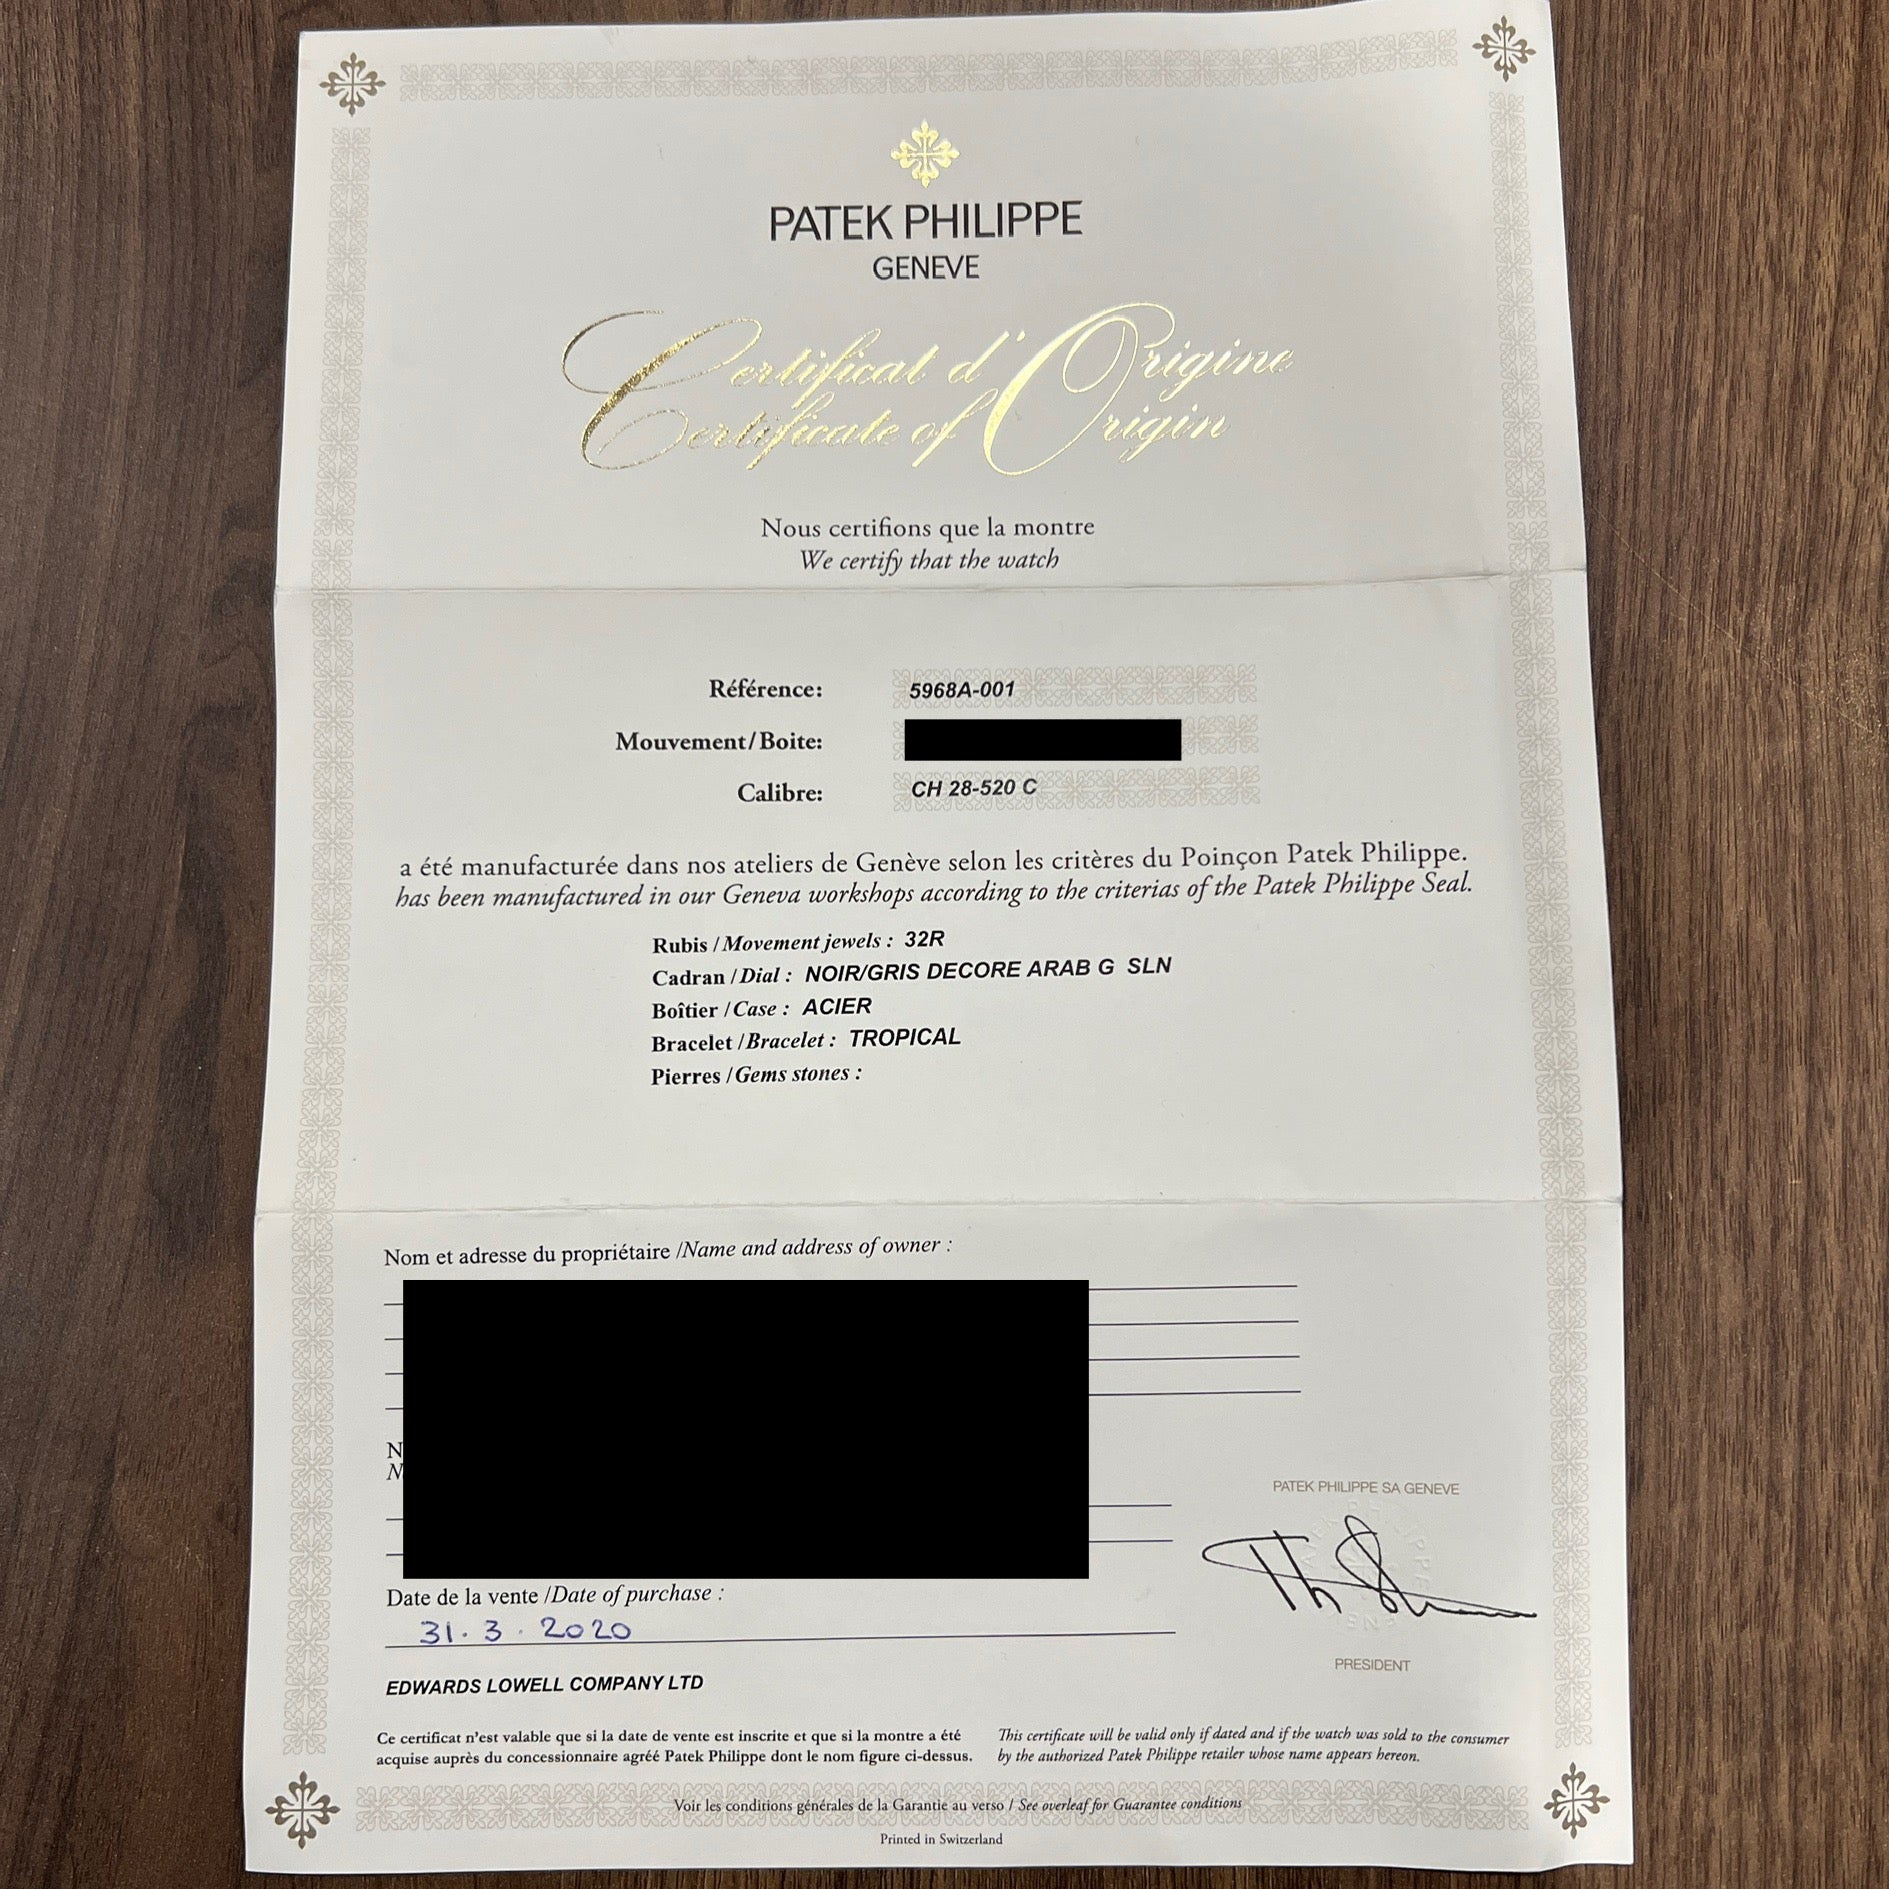 PATEK PHILIPPE
GENEVE
Certificat d'Origine
Certificate of Origin
Nous certifions que la montre
We certify that the watch
Référence: 5968A-001
Mouvement/Boite:
Calibre: CH 28-520 C
a été manufacturée dans nos ateliers de Genève selon les critères du Poinçon Patek Philippe.
has been manufactured in our Geneva workshops according to the criterias of the Patek Philippe Seal.
Rubis / Movement jewels : 32R
Cadran / Dial : NOIR/GRIS DECORE ARAB G SLN
Boîtier / Case : ACIER
Bracelet / Bracelet : TROPICAL
Pierres / Gems stones :
Nom et adresse du propriétaire /Name and address of owner :
N
N
PATEK PHILIPPE SA GENEVE
Date de la vente /Date of purchase :
31.3.2020
PRESIDENT
EDWARDS LOWELL COMPANY LTD
Ce certificat n'est valable que si la date de vente est inscrite et que si la montre a été
acquise auprès du concessionnaire agréé Patek Philippe dont le nom figure ci-dessus.
This certificate will be valid only if dated and if the watch was sold to the consumer
by the authorized Patek Philippe retailer whose name appears hereon.
Voir les conditions générales de la Garantie au verso / See overleaf for Guarantee conditions
Printed in Switzerland